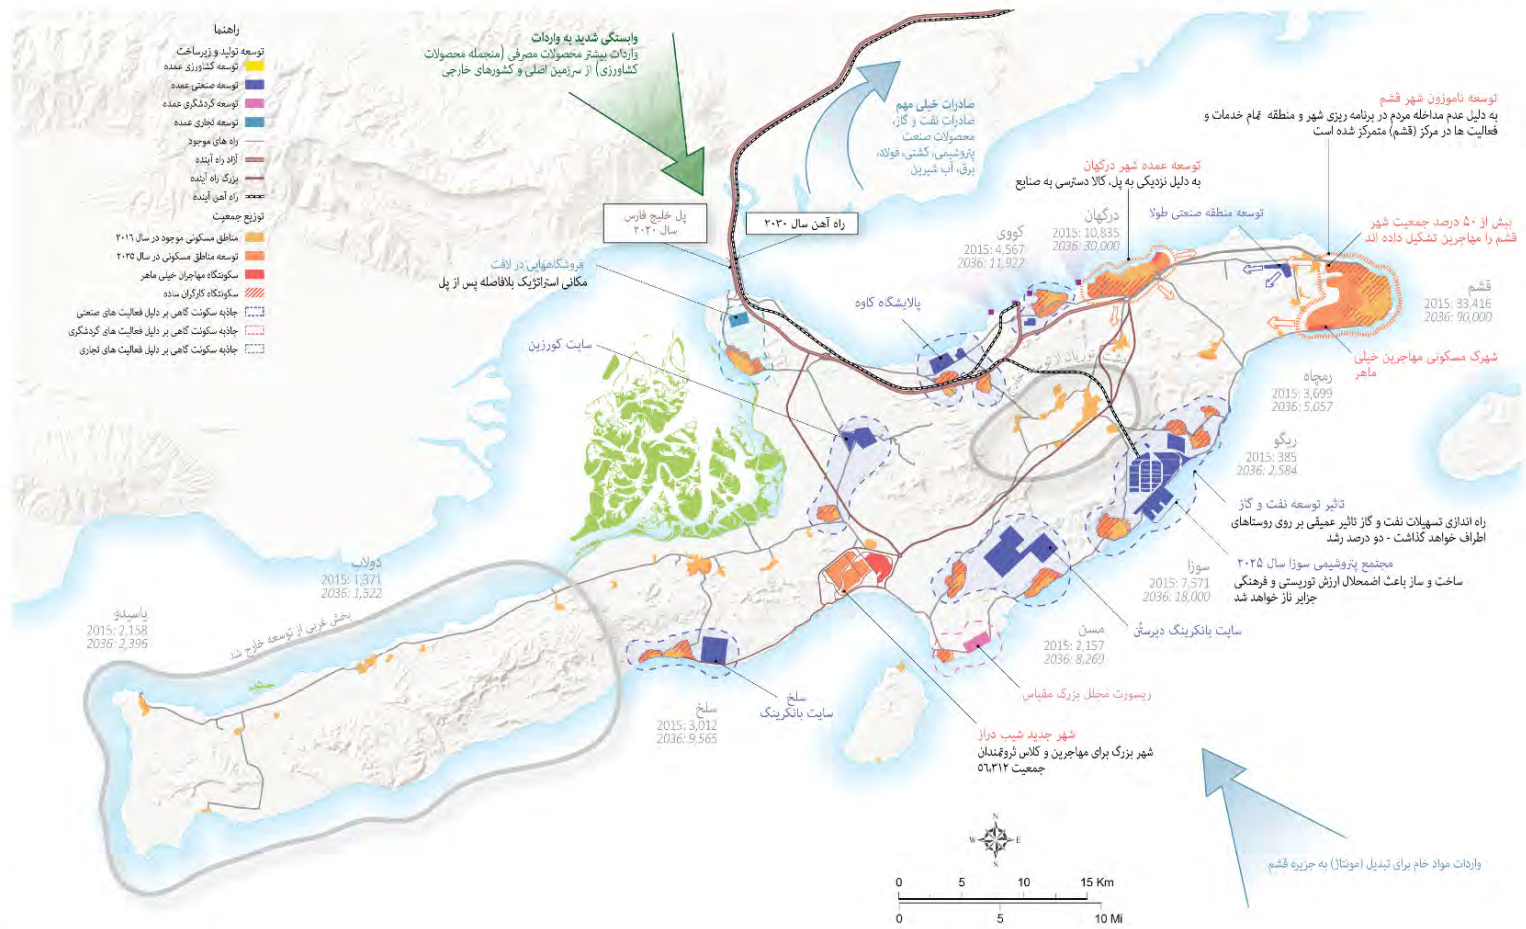 راهنما
توسعه تولید و زیرساخت
توسعه کشاورزی عمده
توسعه صنعتی عمده
توسعه گردشگری عمده
توسعه تجاری عمده
راه های موجود
آزاد راه آینده
بزرگ راه آینده
راه آهن آینده
توزیع جمعیت
مناطق مسکونی موجود در سال ۲۰۱٦
توسعه مناطق مسکونی در سال ۲۰۳۵
سکونتگاه مهاجران خیلی ماهر
سکونتگاه کارگران ساده
جاذبه سکونت گاهی بر دلیل فعالیت های صنعتی
جاذبه سکونت گاهی بر دلیل فعالیت های گردشگری
جاذبه سکونت گاهی بر دلیل فعالیت های تجاری
وابستگی شدید به واردات
واردات بیشتر محصولات مصرفی (منجمله محصولات
کشاورزی) از سرزمین اصلی و کشورهای خارجی
صادرات خیلی مهم
صادرات نفت و گاز،
محصولات صنعت
پتروشیمی، کشتی، فولاد،
برق، آب شیرین
توسعه ناموزون شهر قشم
به دلیل عدم مداخله مردم در برنامه ریزی شهر و منطقه تمام خدمات و
فعالیت ها در مرکز (قشم) متمرکز شده است
توسعه عمده شهر درگهان
به دلیل نزدیکی به پل، کالا دسترسی به صنایع
پل خلیج فارس
سال ۲۰۳۰
راه آهن سال ۲۰۳۰
درگهان
2015: 10,835
2036: 30,000
کووی
2015: 4,567
2036: 11,922
توسعه منطقه صنعتی طولا
بیش از ۵۰ درصد جمعیت شهر
قشم را مهاجرین تشکیل داده اند
قشم
2015: 33,416
2036: 90,000
فروشگاههایی در لافت
مکانی استراتژیک بلافاصله پس از پل
پالایشگاه کاوه
سایت کورزین
شهرک مسکونی مهاجرین خیلی
ماهر
رمچاه
2015: 3,699
2036: 5,057
ریگو
2015: 385
2036: 2,584
تاثیر توسعه نفت و گاز
راه اندازی تسهیلات نفت و گاز تاثیر عمیقی بر روی روستاهای
اطراف خواهد گذاشت - دو درصد رشد
مجتمع پتروشیمی سوزا سال ۲۰۲۵
ساخت و ساز باعث اضمحلال ارزش توریستی و فرهنگی
جزایر ناز خواهد شد
سوزا
2015: 7,571
2036: 18,000
دولاب
2015: 1,371
2036: 1,522
باسیدو
2015: 2,158
2036: 2,396
بخش غربی از توسعه خارج شد
مسن
2015: 2,157
2036: 8,269
سایت بانکرینگ دیرستُن
ریسورت مجلل بزرگ مقیاس
سلخ
سایت بانکرینگ
سلخ
2015: 3,012
2036: 9,565
شهر جدید شیب دراز
شهر بزرگ برای مهاجرین و کلاس ثروتمندان
جمعیت ٥٦،٣١٢
واردات مواد خام برای تبدیل (مونتاژ) به جزیره قشم
N
W E
S
0 5 10 15 Km
0 5 10 Mi